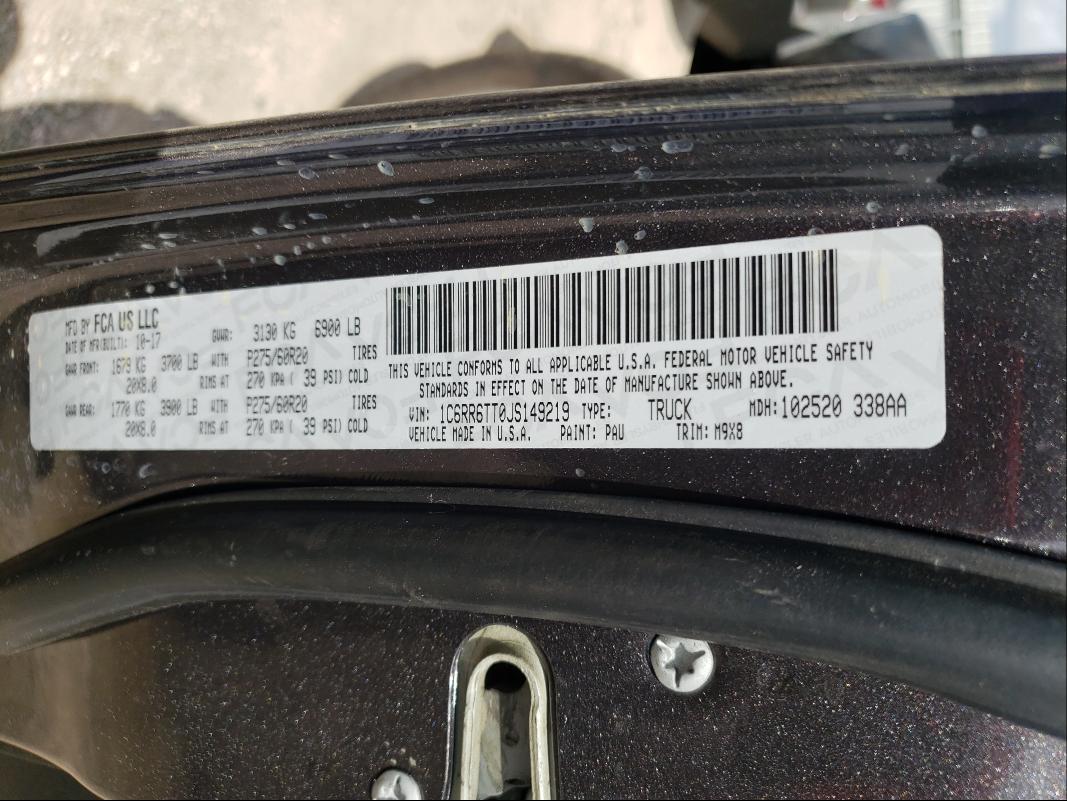 MFD BY FCA US LLC
DATE OF MFR(BUILT): 10-17 GVWR: 3130 KG 6900 LB
GAWR FRONT: 1679 KG 3700 LB WITH P275/60R20 TIRES
20X8.0 RIMS AT 270 KPA ( 39 PSI) COLD
GAWR REAR: 1770 KG 3900 LB WITH P275/60R20 TIRES
20X8.0 RIMS AT 270 KPA ( 39 PSI) COLD
THIS VEHICLE CONFORMS TO ALL APPLICABLE U.S.A. FEDERAL MOTOR VEHICLE SAFETY
STANDARDS IN EFFECT ON THE DATE OF MANUFACTURE SHOWN ABOVE.
VIN: 1C6RR6TT0JS149219 TYPE: TRUCK MDH: 102520 338AA
VEHICLE MADE IN U.S.A. PAINT: PAU TRIM: M9X8